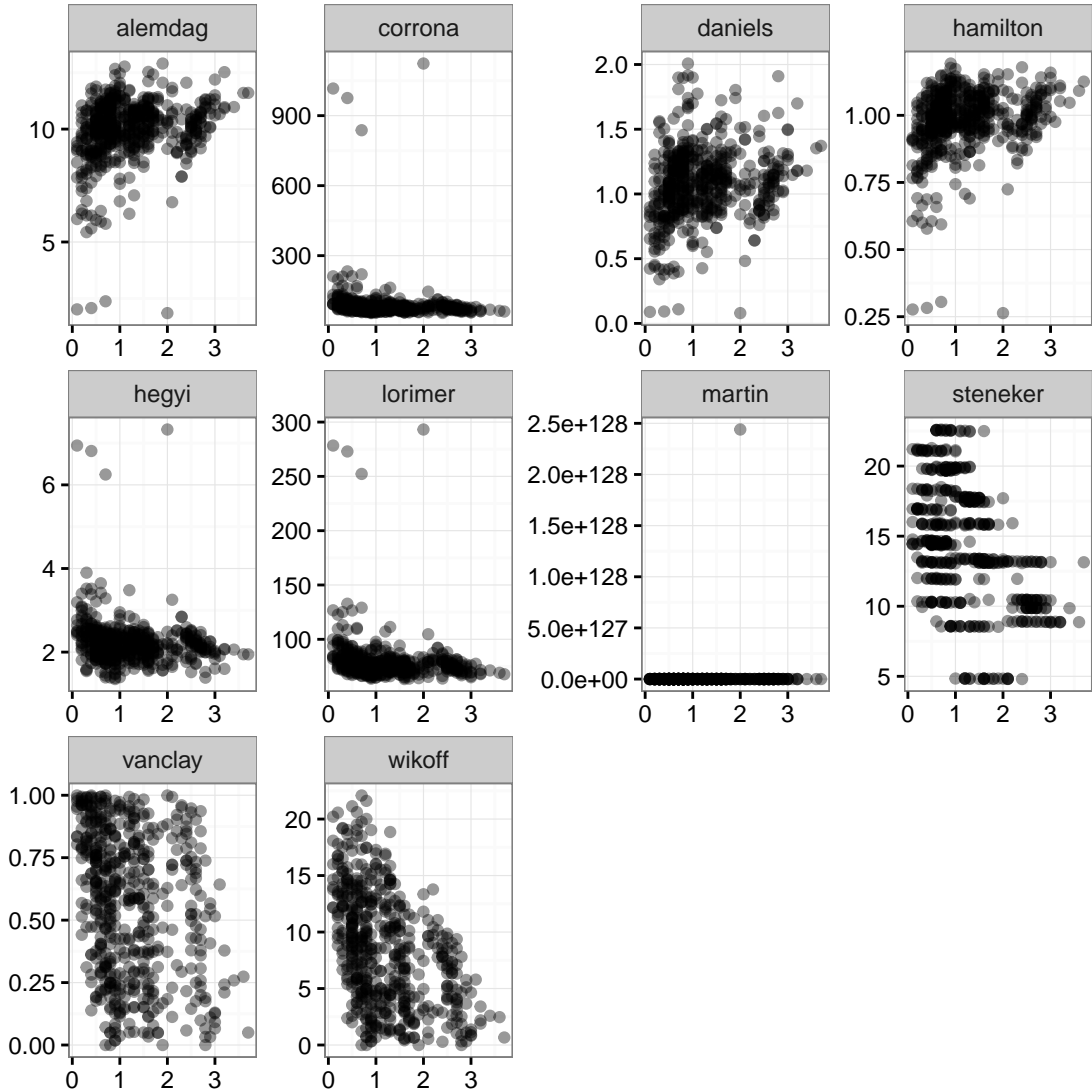 alemdag corrona daniels hamilton
10
5
0 1 2 3
900
600
300
0 1 2 3
2.0
1.5
1.0
0.5
0.0
0 1 2 3
1.00
0.75
0.50
0.25
0 1 2 3
hegyi lorimer martin steneker
6
4
2
0 1 2 3
300
250
200
150
100
0 1 2 3
2.5e+128
2.0e+128
1.5e+128
1.0e+128
5.0e+127
0.0e+00
0 1 2 3
20
15
10
5
0 1 2 3
vanclay wikoff
1.00
0.75
0.50
0.25
0.00
0 1 2 3
20
15
10
5
0
0 1 2 3